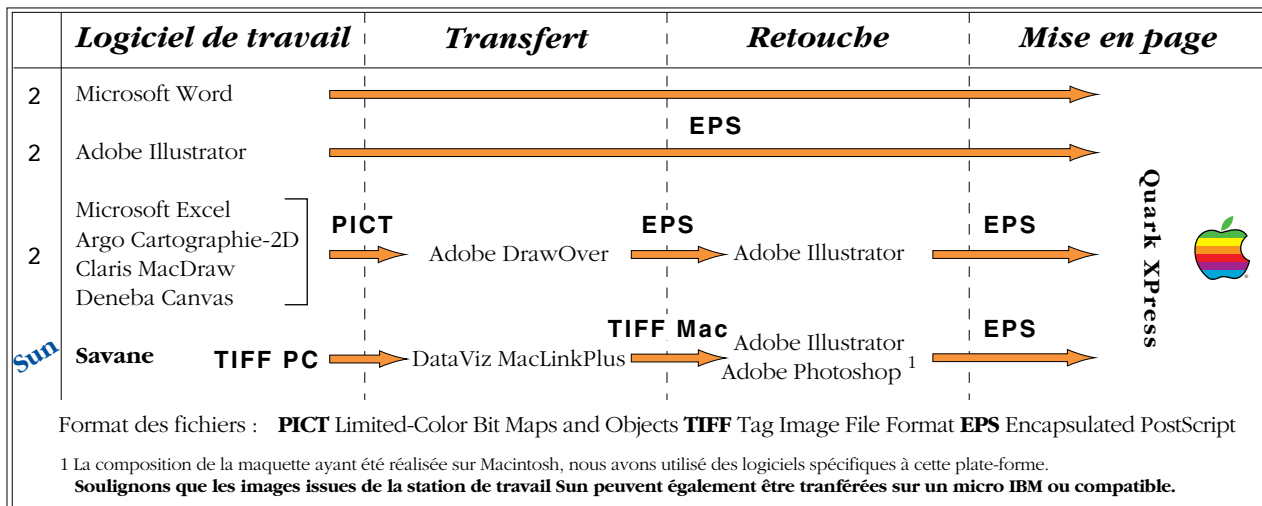 Logiciel de travail Transfert Retouche Mise en page
2 Microsoft Word
EPS
2 Adobe Illustrator
Microsoft Excel
Argo Cartographie-2D
Claris MacDraw
Deneba Canvas
2
PICT
Adobe DrawOver
EPS
Adobe Illustrator
EPS
Sun Savane TIFF PC
DataViz MacLinkPlus
TIFF Mac
Adobe Illustrator
Adobe Photoshop 1
EPS
Quark XPress
Format des fichiers : PICT Limited-Color Bit Maps and Objects TIFF Tag Image File Format EPS Encapsulated PostScript
1 La composition de la maquette ayant été réalisée sur Macintosh, nous avons utilisé des logiciels spécifiques à cette plate-forme.
Soulignons que les images issues de la station de travail Sun peuvent également être tranférées sur un micro IBM ou compatible.